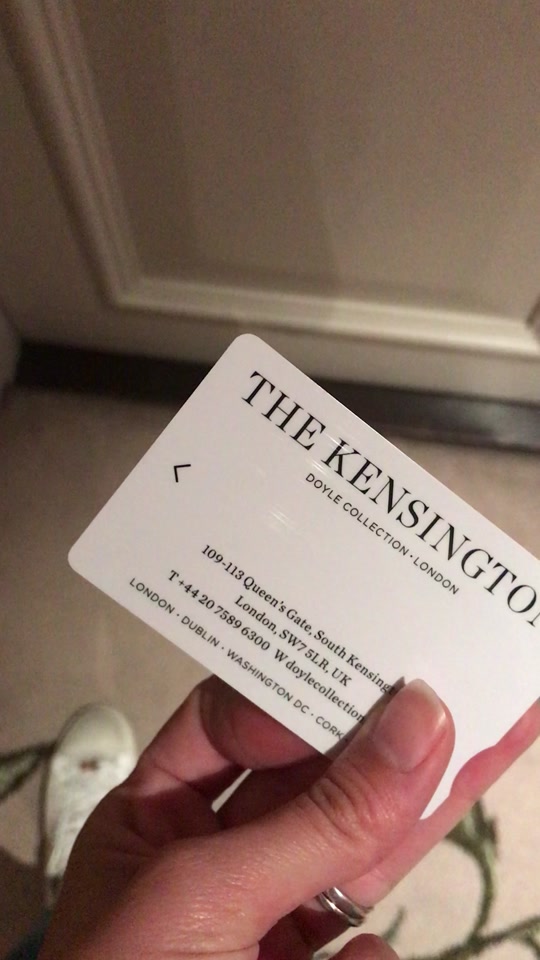 THE KENSINGTON
DOYLE COLLECTION · LONDON
<
109-113 Queen's Gate, South Kensing
London, SW7 5LR, UK
T +44 20 7589 6300 W doylecollection
LONDON · DUBLIN · WASHINGTON DC · CORK